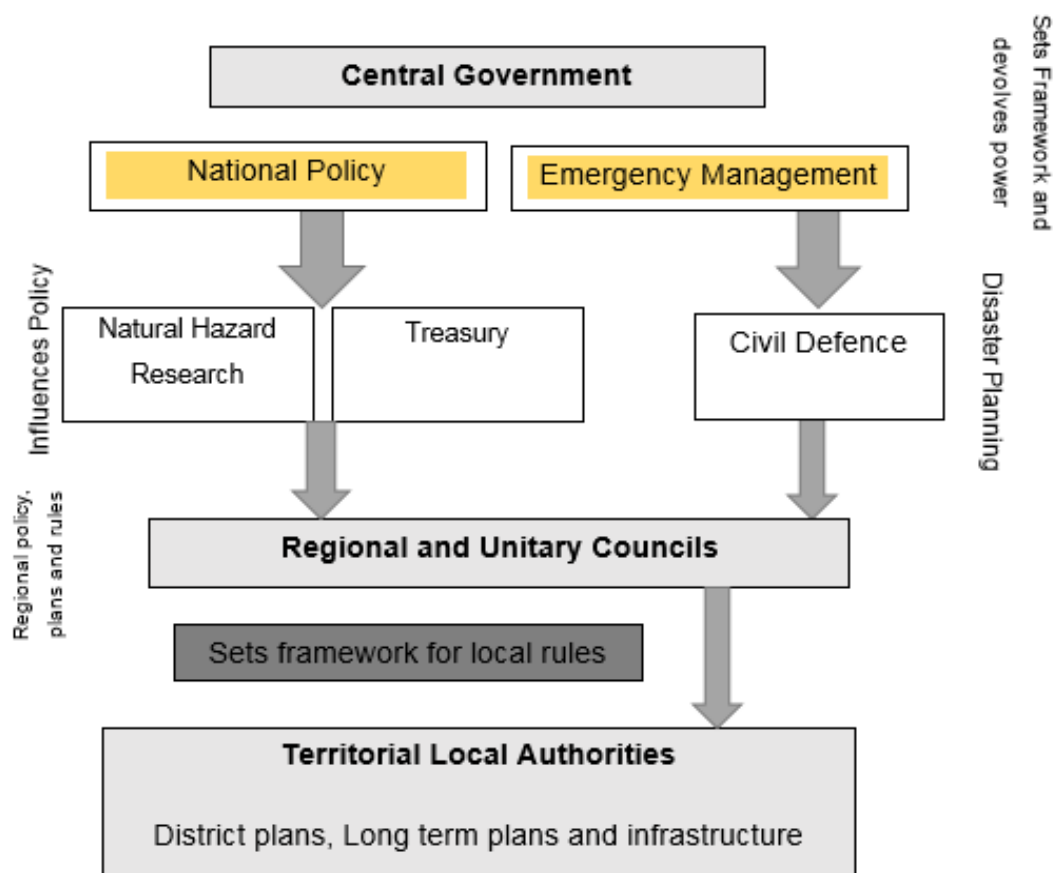 Central Government
Sets Framework and
devolves power
National Policy
Emergency Management
Influences Policy
Natural Hazard
Research
Treasury
Civil Defence
Disaster Planning
Regional policy,
plans and rules
Regional and Unitary Councils
Sets framework for local rules
Territorial Local Authorities
District plans, Long term plans and infrastructure